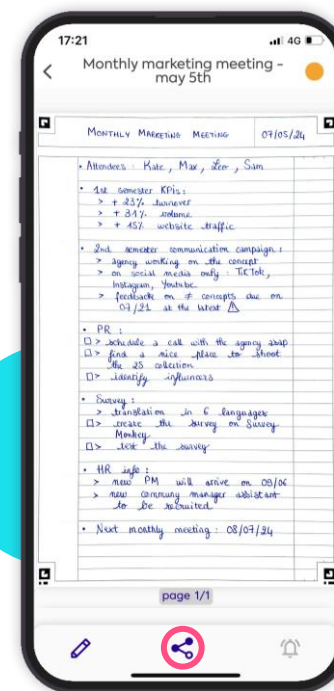 17:21
4G
Monthly marketing meeting -
may 5th
MONTHLY MARKETING MEETING 07/05/24
• Attendees : Kate, Max, Leo, Sam
• 1st semester KPIs :
> + 23% turnover
> + 31% volume
> + 15% website traffic
• 2nd semester communication campaign :
> agency working on the concept
> on social media only : TikTok,
Instagram, Youtube
> feedback on ≠ concepts due on
07/21 at the latest ⚠
• PR :
☐ > schedule a call with the agency asap
☐ > find a nice place to shoot
the 25 collection
☐ > identify influencers
• Survey :
> translation in 6 languages
☐ > create the survey on Survey
Monkey
☐ > test the survey
• HR info :
> new PM will arrive on 09/06
> new community manager assistant
to be recruited
• Next monthly meeting : 08/07/24
page 1/1